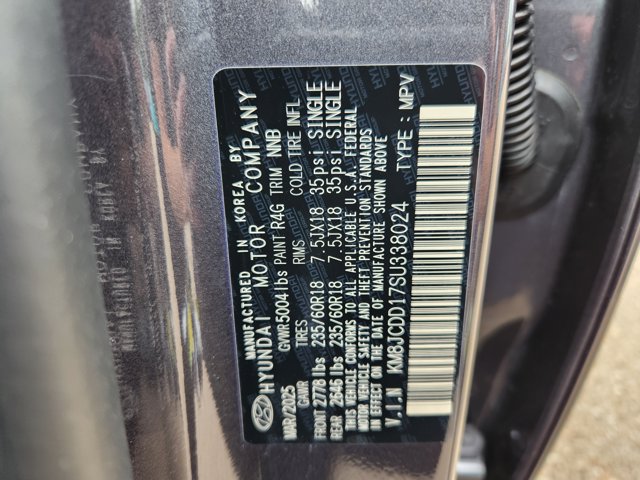 MANUFACTURED IN KOREA BY
HYUNDAI MOTOR COMPANY
MAR/2025 GVWR 5004 lbs PAINT R4G TRIM NNB
GAWR TIRES RIMS COLD TIRE INFL
FRONT 2778 lbs 235/60R18 7.5JX18 35psi SINGLE
REAR 2646 lbs 235/60R18 7.5JX18 35psi SINGLE
THIS VEHICLE CONFORMS TO ALL APPLICABLE U.S.A. FEDERAL
MOTOR VEHICLE SAFETY AND THEFT PREVENTION STANDARDS
IN EFFECT ON THE DATE OF MANUFACTURE SHOWN ABOVE
V.I.N KM8JCDD17SU338024 TYPE : MPV